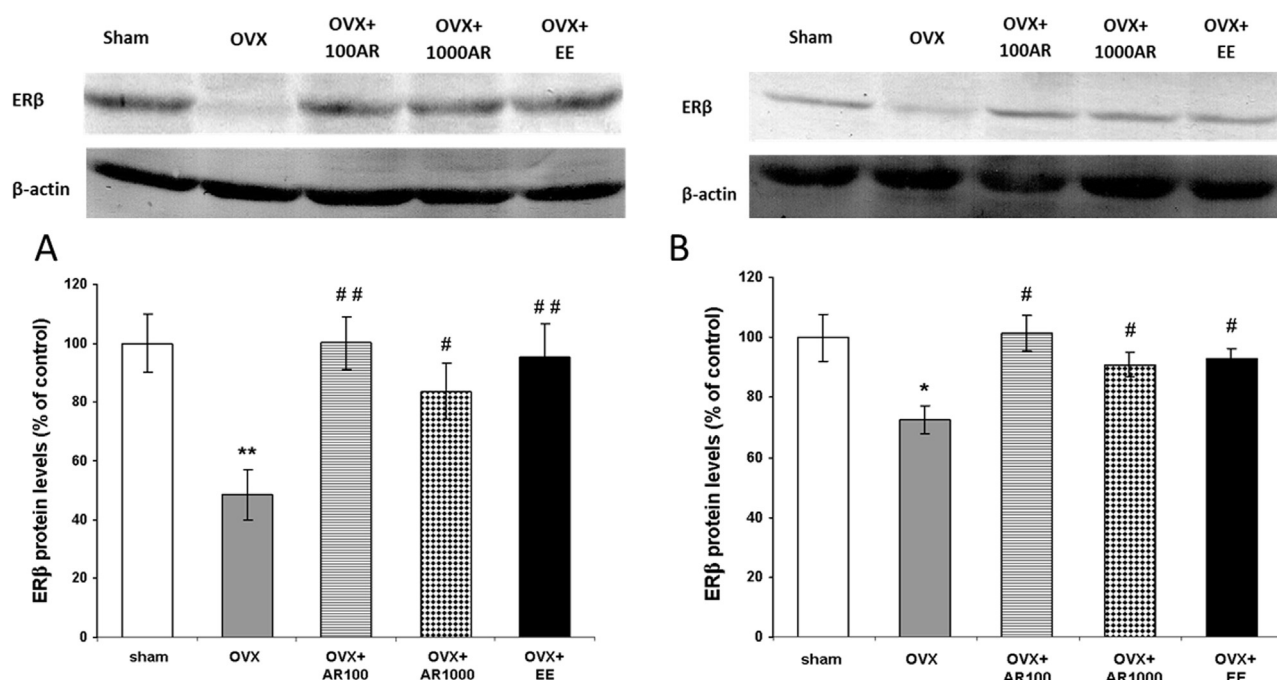 Sham OVX OVX+ 100AR OVX+ 1000AR OVX+ EE
ERβ
β-actin
A
ERβ protein levels (% of control)
120
100
80
60
40
20
0
**
# #
#
# #
sham OVX OVX+ AR100 OVX+ AR1000 OVX+ EE
Sham OVX OVX+ 100AR OVX+ 1000AR OVX+ EE
ERβ
β-actin
B
ERβ protein levels (% of control)
120
100
80
60
40
20
0
*
#
#
#
sham OVX OVX+ AR100 OVX+ AR1000 OVX+ EE